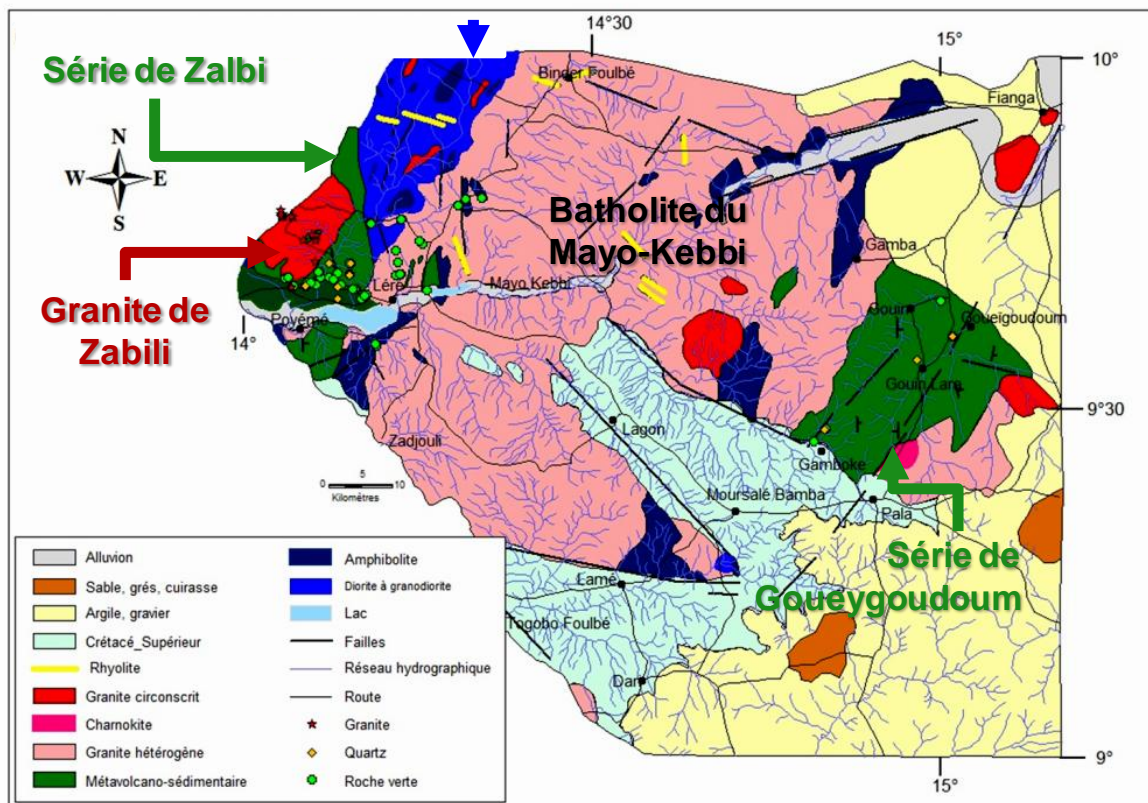 14°30
15°
10°
Série de Zalbi
Binder Foulbé
Fianga
N
W
E
S
Batholite du
Mayo-Kebbi
Gamba
Léré
Mayo Kebbi
Granite de
Zabili
Poyémé
14°
Gouin
Goueigoudoum
Gouin Lara
9°30
Lagon
Zadjouli
Gamboke
0 5 10
Kilométres
Moursalé Bamba
Pala
Série de
Goueygoudoum
Lamé
Togobo Foulbé
Dari
9°
15°
Alluvion
Sable, grés, cuirasse
Argile, gravier
Crétacé_Supérieur
Rhyolite
Granite circonscrit
Charnokite
Granite hétérogène
Métavolcano-sédimentaire
Amphibolite
Diorite à granodiorite
Lac
Failles
Réseau hydrographique
Route
Granite
Quartz
Roche verte